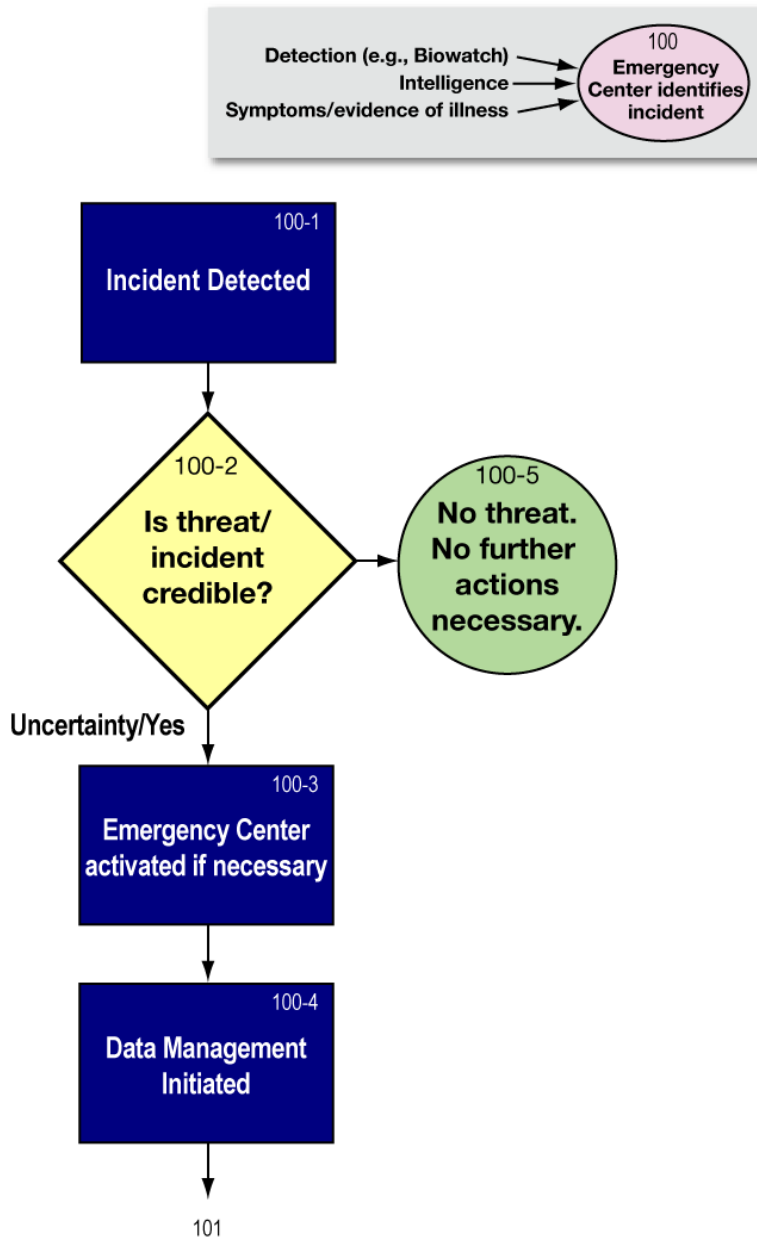 Detection (e.g., Biowatch)
Intelligence
Symptoms/evidence of illness
100
Emergency
Center identifies
incident
100-1
Incident Detected
100-2
Is threat/
incident
credible?
100-5
No threat.
No further
actions
necessary.
Uncertainty/Yes
100-3
Emergency Center
activated if necessary
100-4
Data Management
Initiated
101